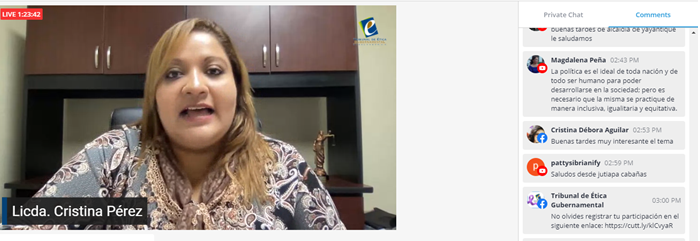 LIVE 1:23:42
Licda. Cristina Pérez
Private Chat
Comments
buenas tardes de alcaldía de yayantique
le saludamos
Magdalena Peña 02:43 PM
La política es el ideal de toda nación y de
todo ser humano para poder
desarrollarse en la sociedad; pero es
necesario que la misma se practique de
manera inclusiva, igualitaria y equitativa.
Cristina Débora Aguilar 02:53 PM
Buenas tardes muy interesante el tema
pattysibrianify 02:59 PM
p
Saludos desde jutiapa cabañas
Tribunal de Ética
Gubernamental 03:00 PM
No olvides registrar tu participación en el
siguiente enlace: https://cutt.ly/klCvyaR